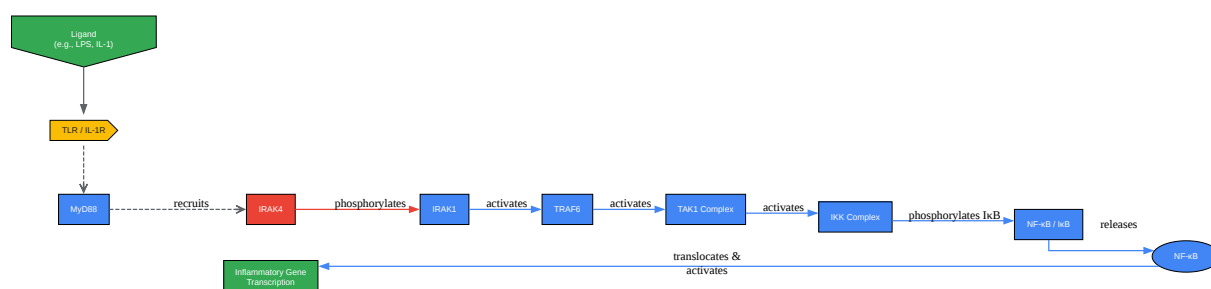 Ligand
(e.g., LPS, IL-1)
TLR / IL-1R
MyD88
recruits
IRAK4
phosphorylates
IRAK1
activates
TRAF6
activates
TAK1 Complex
activates
IKK Complex
phosphorylates IκB
NF-κB / IκB
releases
NF-κB
translocates &
activates
Inflammatory Gene
Transcription